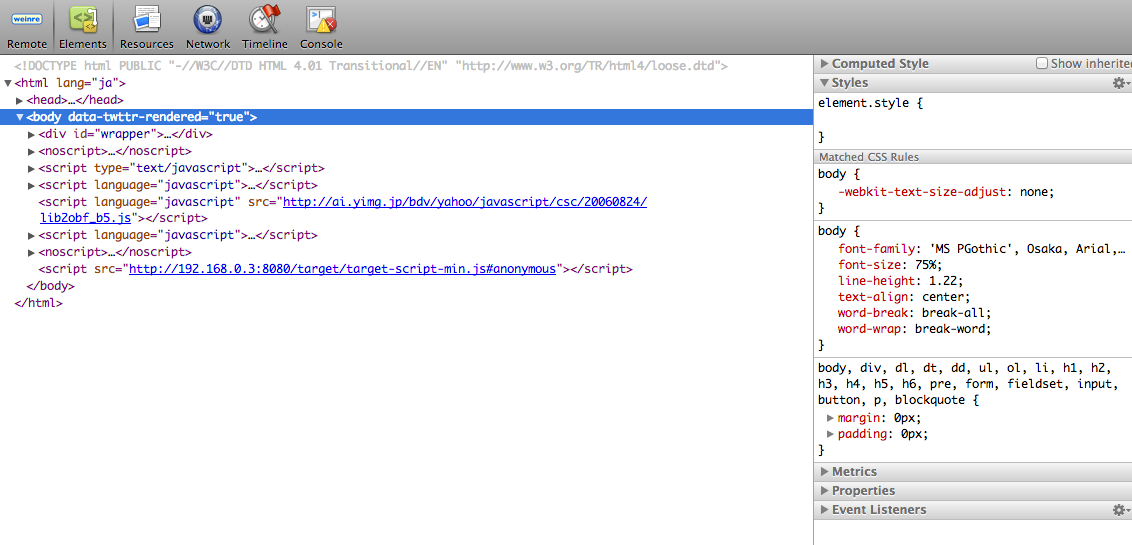 weinre
Remote
Elements
Resources
Network
Timeline
Console
<!DOCTYPE html PUBLIC "-//W3C//DTD HTML 4.01 Transitional//EN" "http://www.w3.org/TR/html4/loose.dtd">
▼<html lang="ja">
▶<head>…</head>
▼<body data-twttr-rendered="true">
▶<div id="wrapper">…</div>
▶<noscript>…</noscript>
▶<script type="text/javascript">…</script>
▶<script language="javascript">…</script>
<script language="javascript" src="http://ai.yimg.jp/bdv/yahoo/javascript/csc/20060824/
lib2obf_b5.js"></script>
▶<script language="javascript">…</script>
▶<noscript>…</noscript>
<script src="http://192.168.0.3:8080/target/target-script-min.js#anonymous"></script>
</body>
</html>
▶ Computed Style
Show inherited
▼ Styles
element.style {
}
Matched CSS Rules
body {
-webkit-text-size-adjust: none;
}
body {
font-family: 'MS PGothic', Osaka, Arial,…
font-size: 75%;
line-height: 1.22;
text-align: center;
word-break: break-all;
word-wrap: break-word;
}
body, div, dl, dt, dd, ul, ol, li, h1, h2,
h3, h4, h5, h6, pre, form, fieldset, input,
button, p, blockquote {
▶ margin: 0px;
▶ padding: 0px;
}
▶ Metrics
▶ Properties
▶ Event Listeners